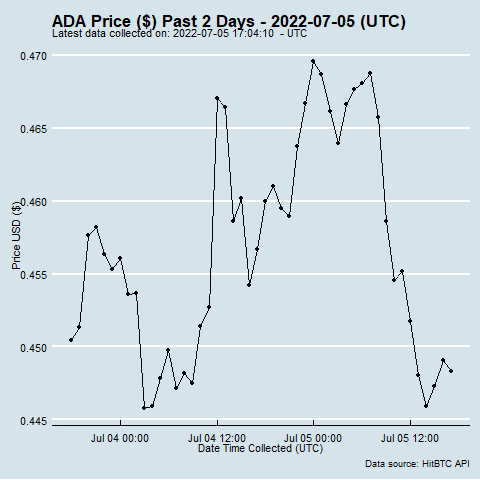 ADA Price ($) Past 2 Days - 2022-07-05 (UTC)
Latest data collected on: 2022-07-05 17:04:10 - UTC
0.470
0.465
0.460
0.455
0.450
0.445
Price USD ($)
Jul 04 00:00
Jul 04 12:00
Jul 05 00:00
Jul 05 12:00
Date Time Collected (UTC)
Data source: HitBTC API